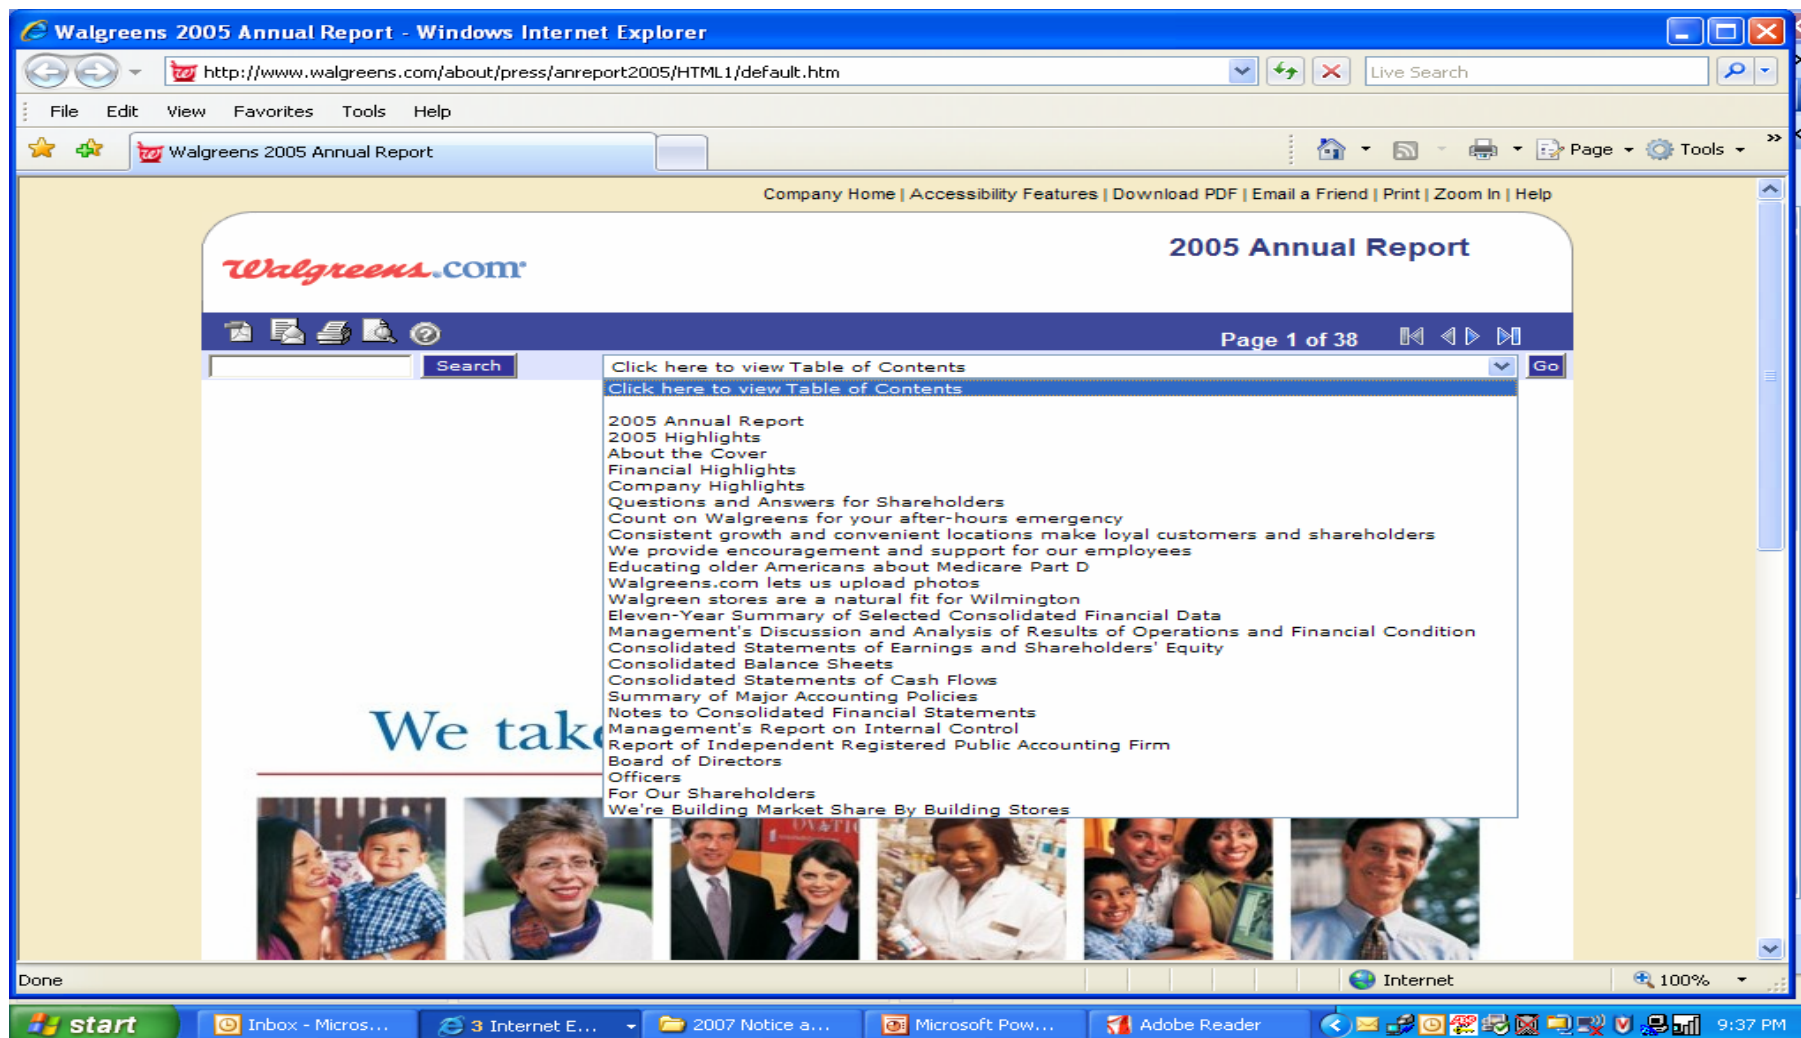 Walgreens 2005 Annual Report - Windows Internet Explorer
http://www.walgreens.com/about/press/anreport2005/HTML1/default.htm
Live Search
File Edit View Favorites Tools Help
Walgreens 2005 Annual Report
Page Tools
Company Home | Accessibility Features | Download PDF | Email a Friend | Print | Zoom In | Help
Walgreens.com
2005 Annual Report
Page 1 of 38
Search
Click here to view Table of Contents
Go
Click here to view Table of Contents
2005 Annual Report
2005 Highlights
About the Cover
Financial Highlights
Company Highlights
Questions and Answers for Shareholders
Count on Walgreens for your after-hours emergency
Consistent growth and convenient locations make loyal customers and shareholders
We provide encouragement and support for our employees
Educating older Americans about Medicare Part D
Walgreens.com lets us upload photos
Walgreen stores are a natural fit for Wilmington
Eleven-Year Summary of Selected Consolidated Financial Data
Management's Discussion and Analysis of Results of Operations and Financial Condition
Consolidated Statements of Earnings and Shareholders' Equity
Consolidated Balance Sheets
Consolidated Statements of Cash Flows
Summary of Major Accounting Policies
Notes to Consolidated Financial Statements
Management's Report on Internal Control
Report of Independent Registered Public Accounting Firm
Board of Directors
Officers
For Our Shareholders
We're Building Market Share By Building Stores
We take
Done
Internet
100%
start
Inbox - Micros...
3 Internet E...
2007 Notice a...
Microsoft Pow...
Adobe Reader
9:37 PM